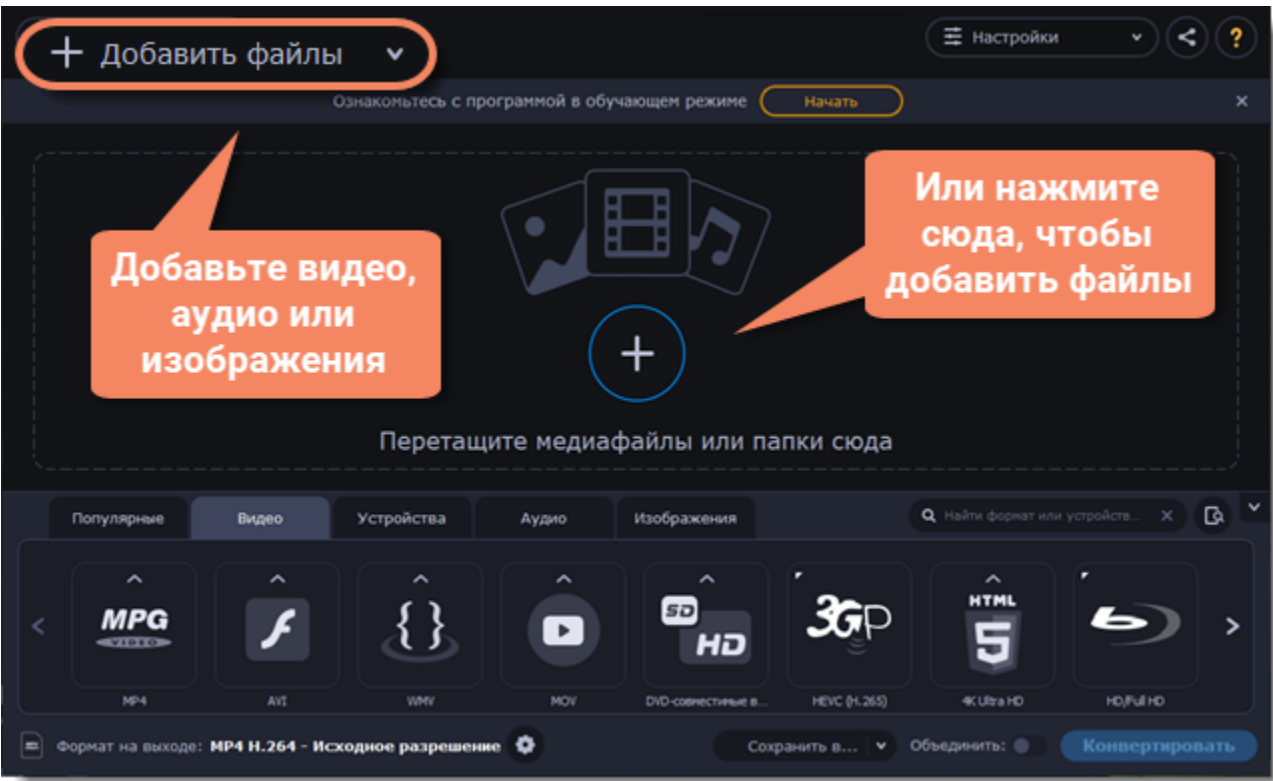 Добавить файлы
Настройки
?
Ознакомьтесь с программой в обучающем режиме
Начать
Добавьте видео,
аудио или
изображения
Или нажмите
сюда, чтобы
добавить файлы
Перетащите медиафайлы или папки сюда
Популярные
Видео
Устройства
Аудио
Изображения
Найти формат или устройств...
MPG
VIDEO
SD
HD
3GP
HTML
5
MP4
AVI
WMV
MOV
DVD-совместимые в...
HEVC (H.265)
4K Ultra HD
HD/Full HD
Формат на выходе: MP4 H.264 - Исходное разрешение
Сохранить в...
Объединить:
Конвертировать